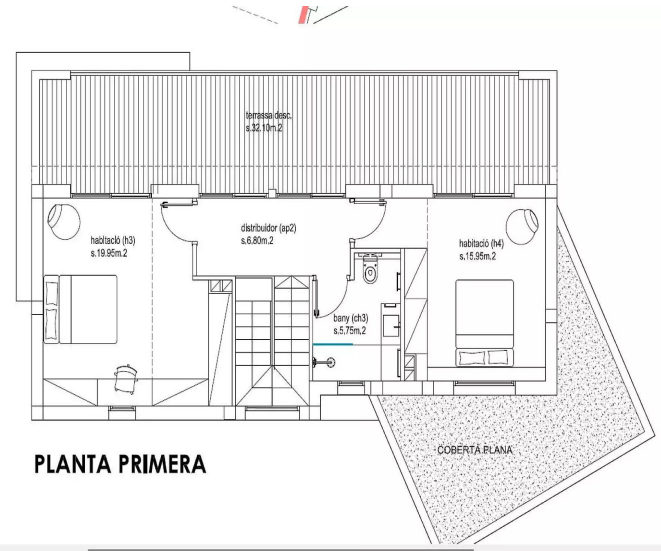 terrassa desc.
s.32.10m.2
distribuidor (ap2)
s.6,80m.2
habitació (h3)
s.19.95m.2
habitació (h4)
s.15.95m.2
bany (ch3)
s.5,75m,2
COBERTA PLANA
PLANTA PRIMERA